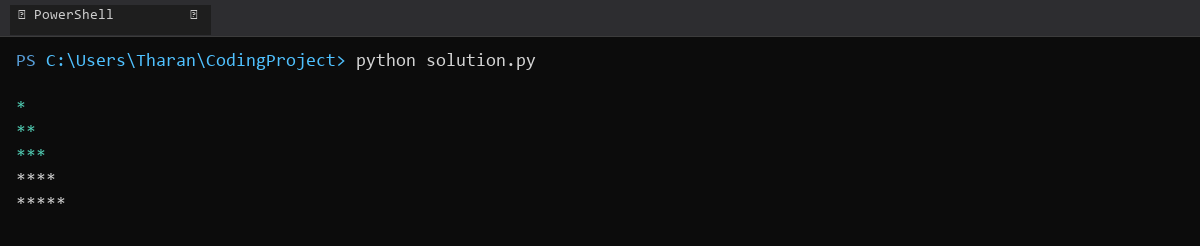 PowerShell
PS C:\Users\Tharan\CodingProject> python solution.py
*
**
***
****
*****